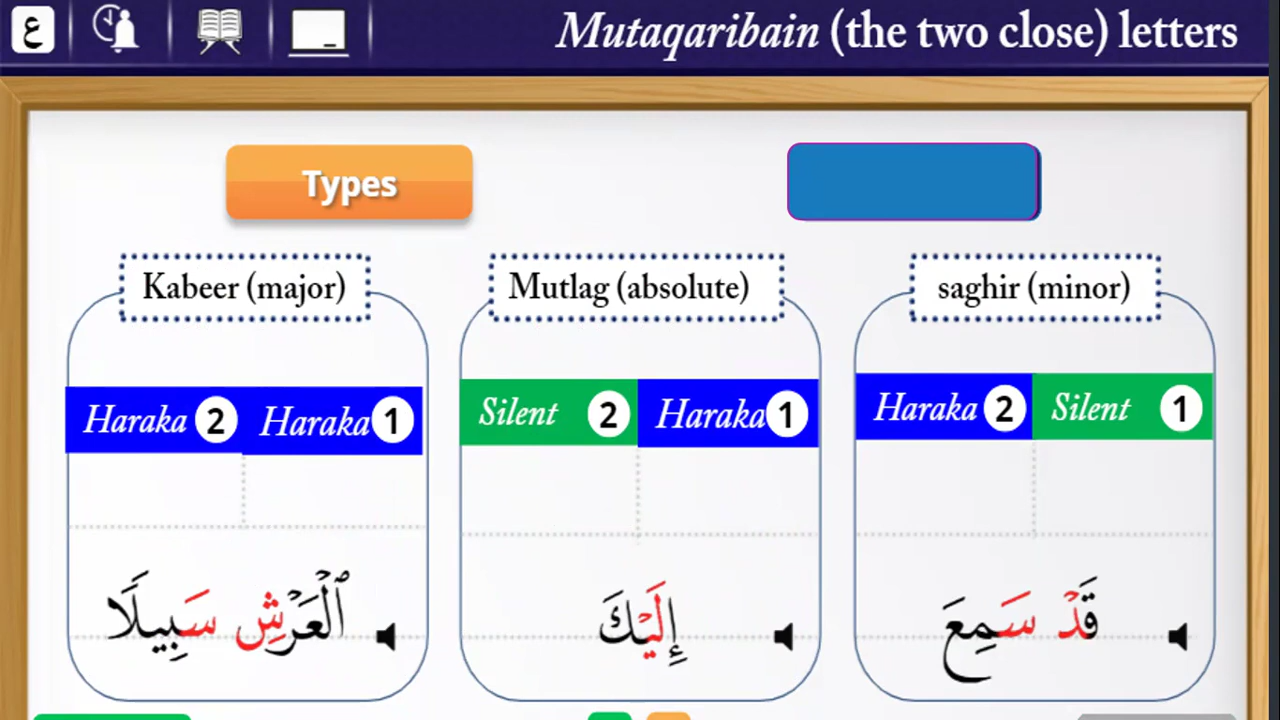 ع
Mutaqaribain (the two close) letters
Types
Kabeer (major)
Haraka 2 Haraka 1
ٱلْعَرْشِ سَبِيلًا
Mutlag (absolute)
Silent 2 Haraka 1
إِلَيْكَ
saghir (minor)
Haraka 2 Silent 1
قَدْ سَمِعَ